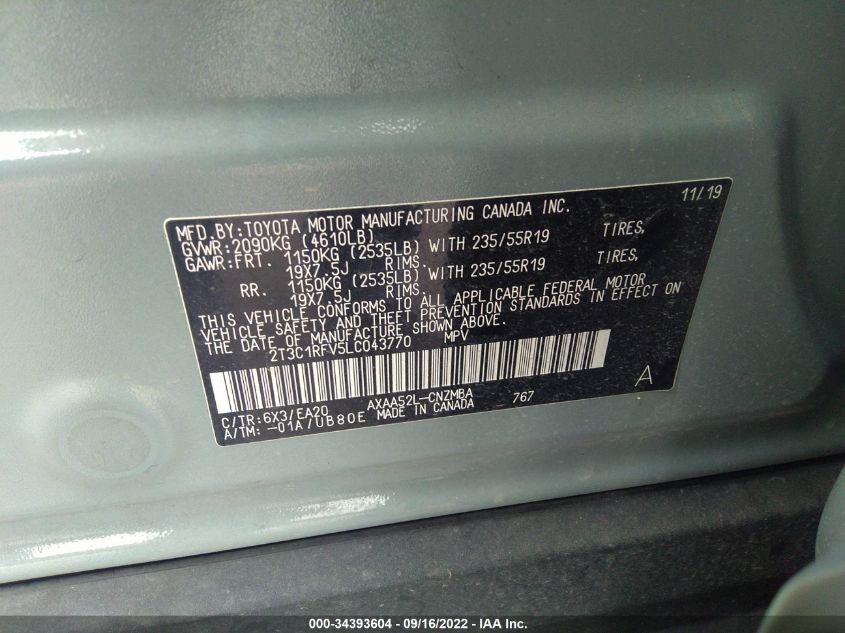 MFD.BY:TOYOTA MOTOR MANUFACTURING CANADA INC. 11/19
GVWR:2090KG (4610LB)
GAWR:FRT. 1150KG (2535LB) WITH 235/55R19 TIRES,
19X7.5J RIMS
RR. 1150KG (2535LB) WITH 235/55R19 TIRES,
19X7.5J RIMS
THIS VEHICLE CONFORMS TO ALL APPLICABLE FEDERAL MOTOR
VEHICLE SAFETY AND THEFT PREVENTION STANDARDS IN EFFECT ON
THE DATE OF MANUFACTURE SHOWN ABOVE.
2T3C1RFV5LC043770 MPV
C/TR:6X3/EA20 AXAA52L-CNZMBA 767 A
A/TM: -01A/UB80E MADE IN CANADA
000-34393604 - 09/16/2022 - IAA Inc.